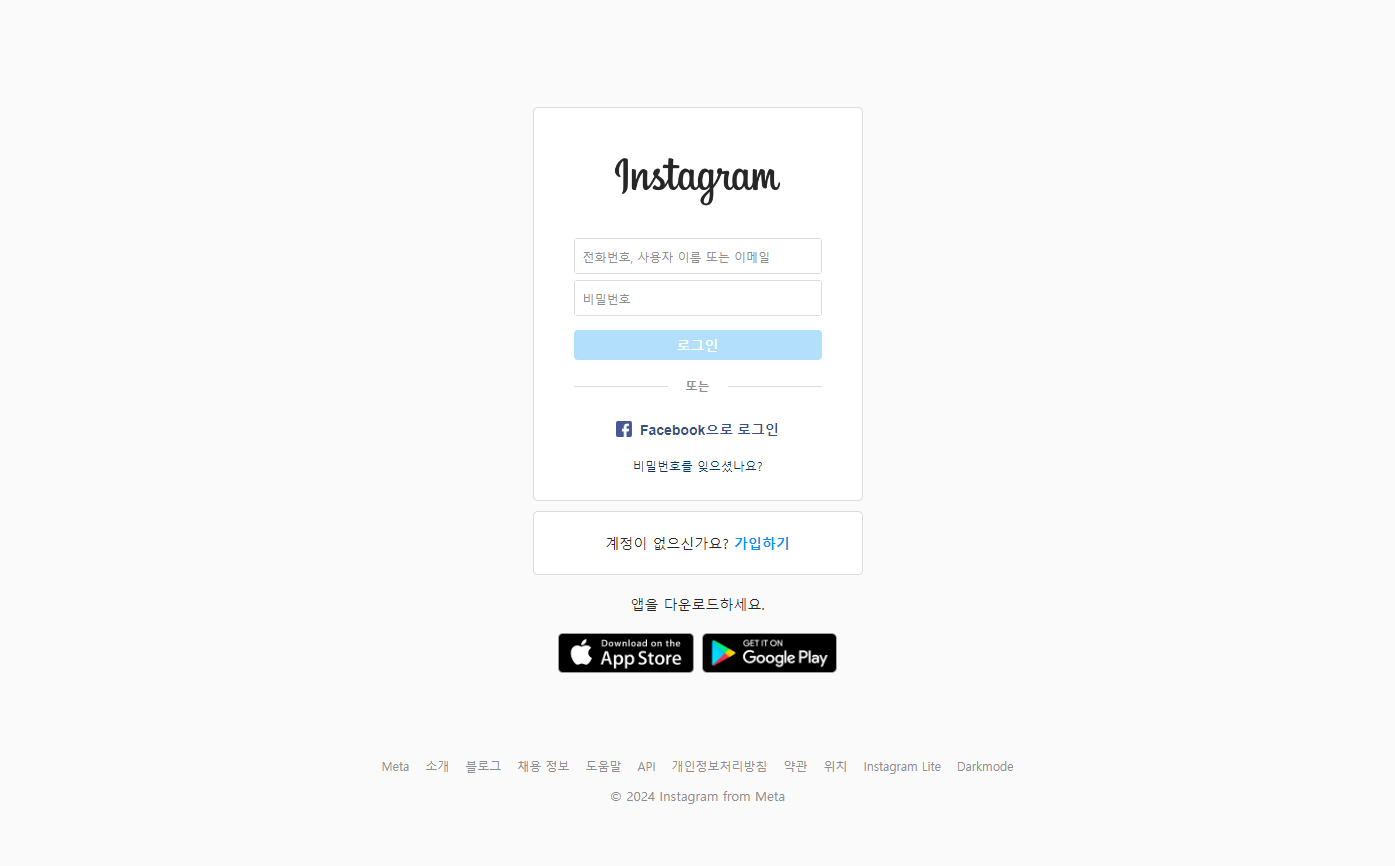 Instagram
전화번호, 사용자 이름 또는 이메일
비밀번호
로그인
또는
Facebook으로 로그인
비밀번호를 잊으셨나요?
계정이 없으신가요? 가입하기
앱을 다운로드하세요.
Download on the App Store
GET IT ON Google Play
Meta 소개 블로그 채용 정보 도움말 API 개인정보처리방침 약관 위치 Instagram Lite Darkmode
© 2024 Instagram from Meta